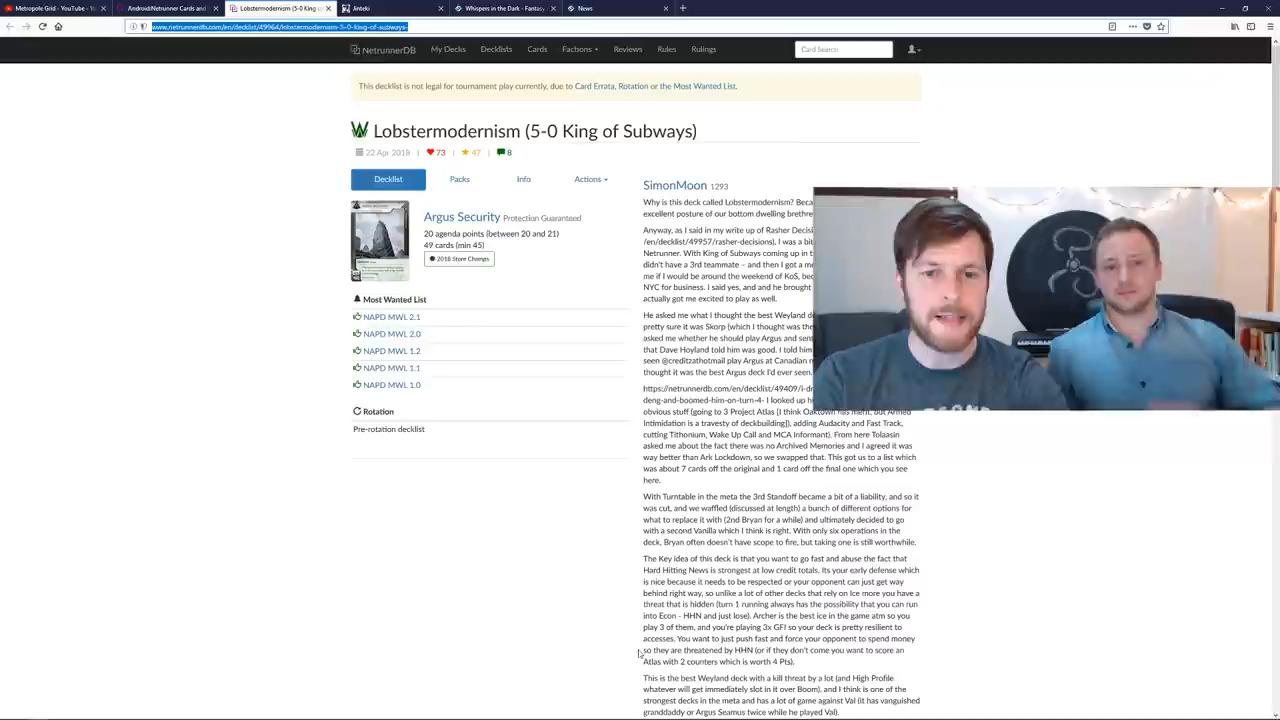 Metropole Grid - YouTube - Yo
Android:Netrunner Cards and
Lobstermodernism (5-0 King of
Jinteki
Whispers in the Dark - Fantasy
News
www.netrunnerdb.com/en/decklist/49964/lobstermodernism-5-0-king-of-subways-
NetrunnerDB
My Decks
Decklists
Cards
Factions
Reviews
Rules
Rulings
Card Search
This decklist is not legal for tournament play currently, due to Card Errata, Rotation or the Most Wanted List.
Lobstermodernism (5-0 King of Subways)
22 Apr 2018 | 73 | 47 | 8
Decklist
Packs
Info
Actions
Argus Security Protection Guaranteed
20 agenda points (between 20 and 21)
49 cards (min 45)
2018 Store Champs
Most Wanted List
NAPD MWL 2.1
NAPD MWL 2.0
NAPD MWL 1.2
NAPD MWL 1.1
NAPD MWL 1.0
Rotation
Pre-rotation decklist
SimonMoon 1293
Why is this deck called Lobstermodernism? Beca
excellent posture of our bottom dwelling brethre
Anyway, as I said in my write up of Rasher Decisi
/en/decklist/49957/rasher-decisions), I was a bit
Netrunner. With King of Subways coming up in t
didn't have a 3rd teammate - and then I got a m
me if I would be around the weekend of KoS, bec
NYC for business. I said yes, and and he brought
actually got me excited to play as well.
He asked me what I thought the best Weyland d
pretty sure it was Skorp (which I thought was the
asked me whether he should play Argus and sent
that Dave Hoyland told him was good. I told him
seen @creditzathotmail play Argus at Canadian n
thought it was the best Argus deck I'd ever seen.
https://netrunnerdb.com/en/decklist/49409/i-dr
deng-and-boomed-him-on-turn-4- I looked up hi
obvious stuff (going to 3 Project Atlas [I think Oaktown has merit, but Armed
Intimidation is a travesty of deckbuilding]), adding Audacity and Fast Track,
cutting Tithonium, Wake Up Call and MCA Informant). From here Tolaasin
asked me about the fact there was no Archived Memories and I agreed it was
way better than Ark Lockdown, so we swapped that. This got us to a list which
was about 7 cards off the original and 1 card off the final one which you see
here.
With Turntable in the meta the 3rd Standoff became a bit of a liability, and so it
was cut, and we waffled (discussed at length) a bunch of different options for
what to replace it with (2nd Bryan for a while) and ultimately decided to go
with a second Vanilla which I think is right. With only six operations in the
deck, Bryan often doesn't have scope to fire, but taking one is still worthwhile.
The Key idea of this deck is that you want to go fast and abuse the fact that
Hard Hitting News is strongest at low credit totals. Its your early defense which
is nice because it needs to be respected or your opponent can just get way
behind right way, so unlike a lot of other decks that rely on Ice more you have a
threat that is hidden (turn 1 running always has the possibility that you can run
into Econ - HHN and just lose). Archer is the best ice in the game atm so you
play 3 of them, and you're playing 3x GFI so your deck is pretty resilient to
accesses. You want to just push fast and force your opponent to spend money
so they are threatened by HHN (or if they don't come you want to score an
Atlas with 2 counters which is worth 4 Pts).
This is the best Weyland deck with a kill threat by a lot (and High Profile
whatever will get immediately slot in it over Boom), and I think is one of the
strongest decks in the meta and has a lot of game against Val (it has vanguished
granddaddy or Argus Seamus twice while he played Val).